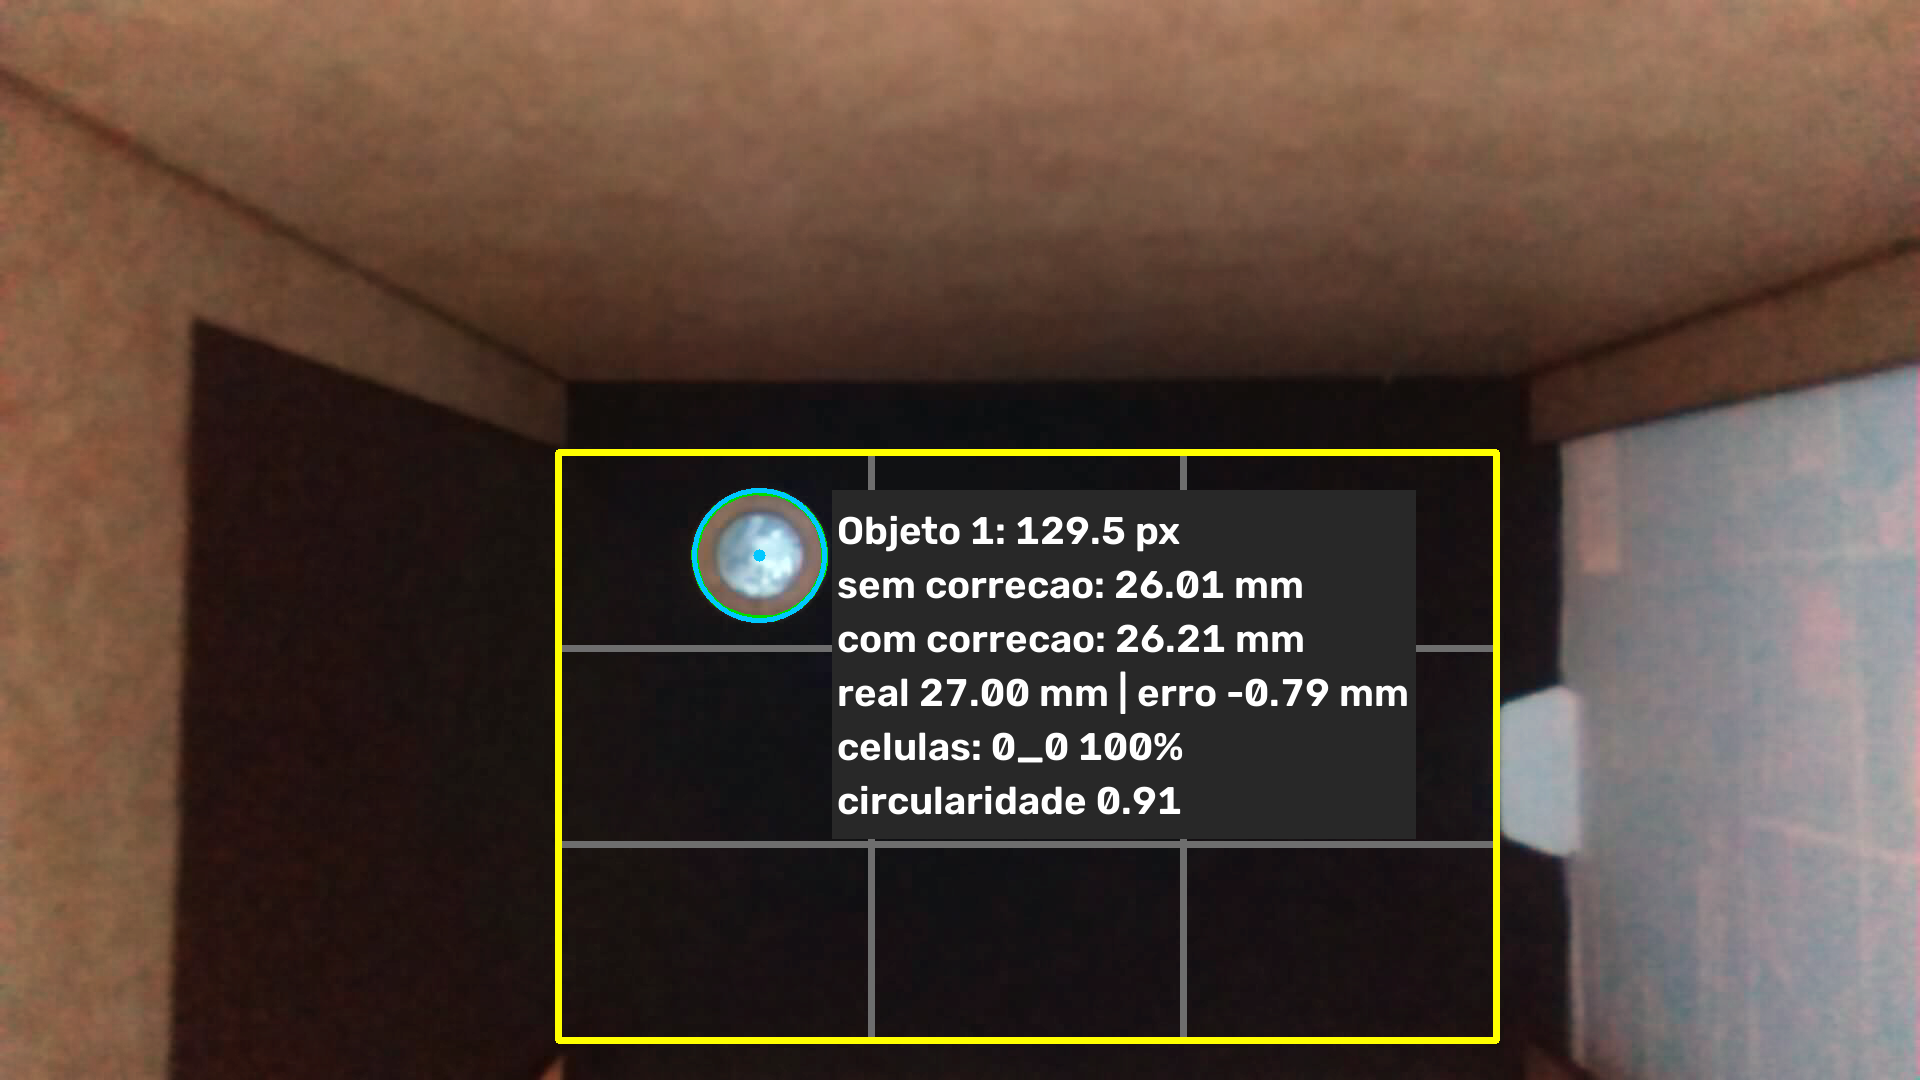 Objeto 1: 129.5 px
sem correcao: 26.01 mm
com correcao: 26.21 mm
real 27.00 mm | erro -0.79 mm
celulas: 0_0 100%
circularidade 0.91